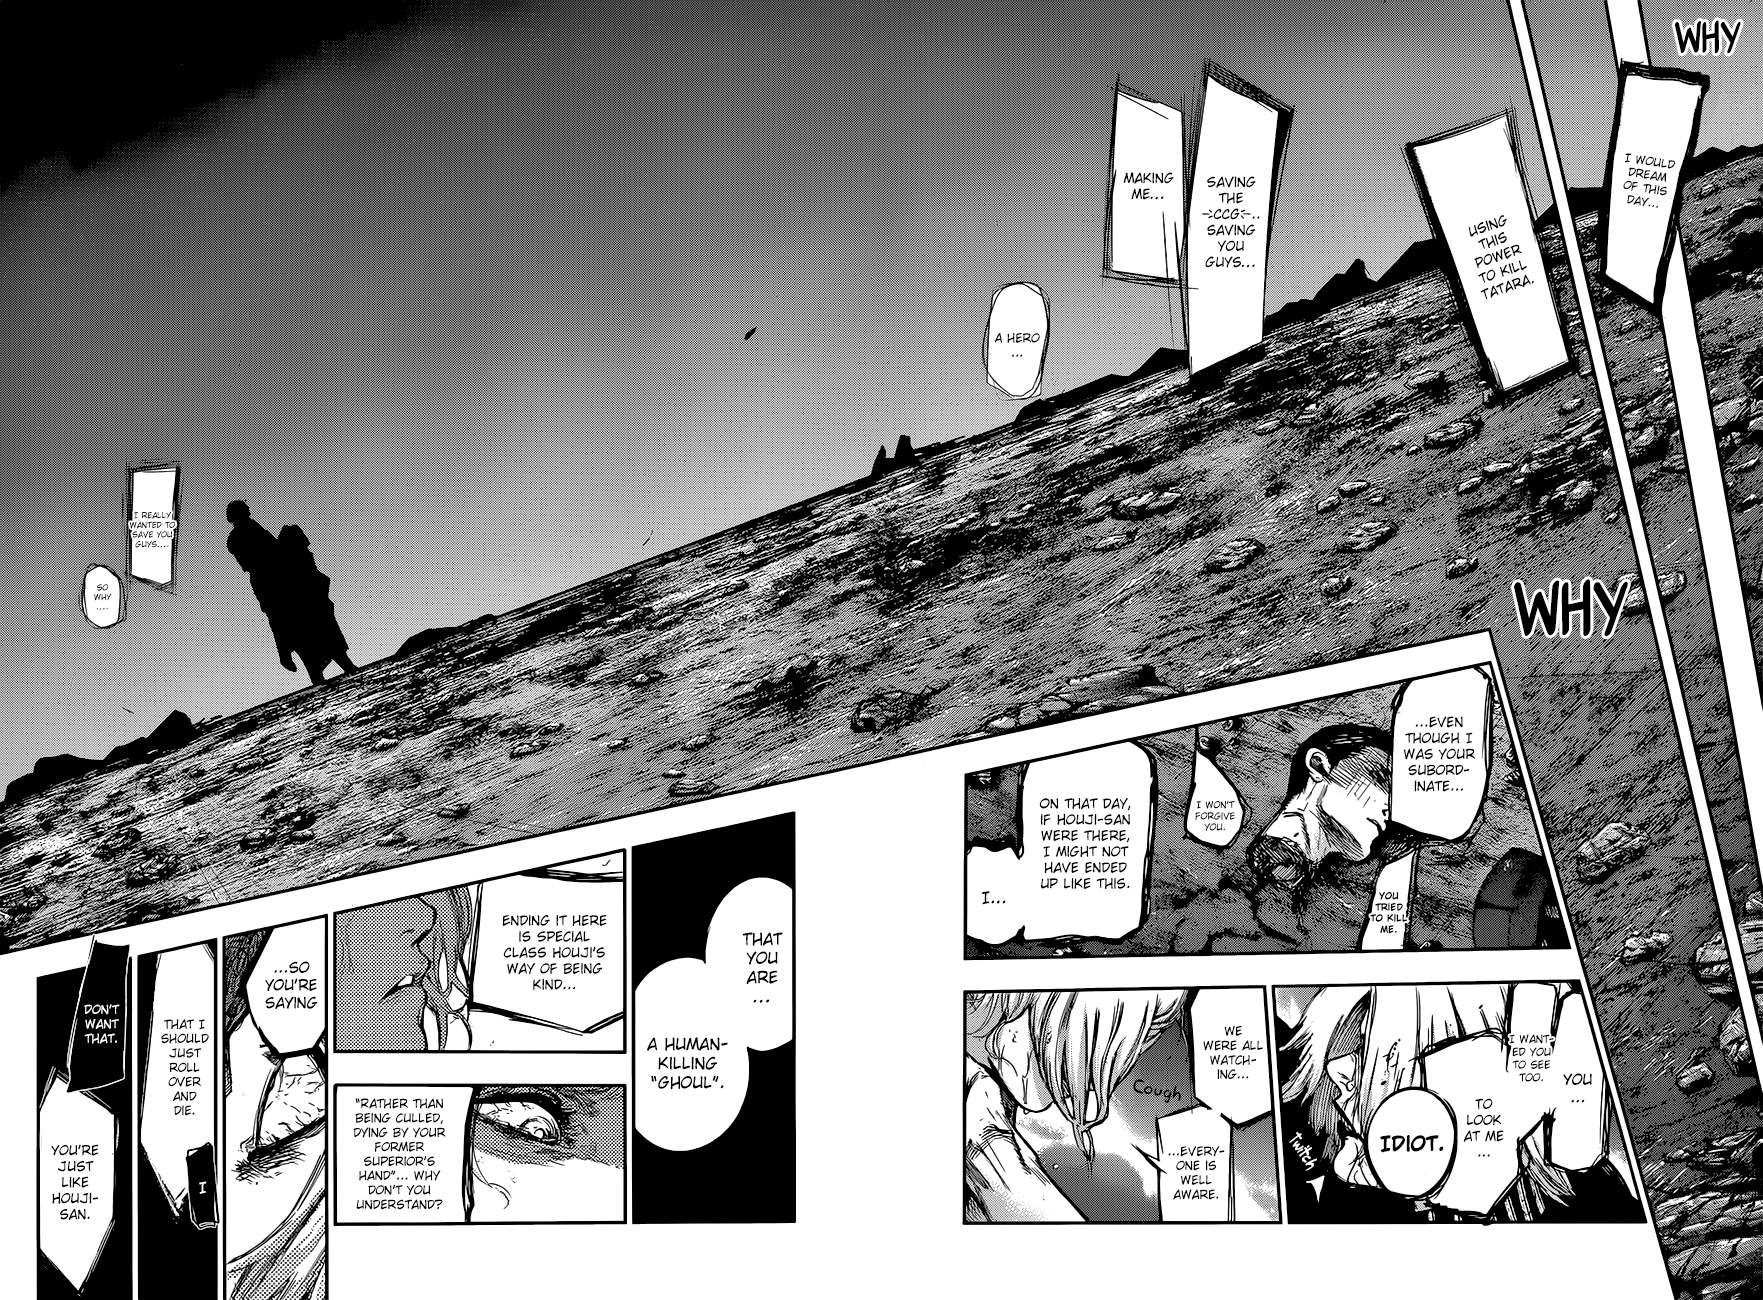 WHY
I WOULD
DREAM
OF THIS
DAY...
USING
THIS
POWER
TO KILL
TATARA.
SAVING
THE
-CCG-..
SAVING
YOU
GUYS...
MAKING
ME...
A HERO
...
I REALLY
WANTED TO
SAVE YOU
GUYS....
SO
WHY
....
WHY
...EVEN
THOUGH I
WAS YOUR
SUBORD-
INATE...
YOU
TRIED
TO KILL
ME.
I WON'T
FORGIVE
YOU.
ON THAT DAY,
IF HOUJI-SAN
WERE THERE,
I MIGHT NOT
HAVE ENDED
UP LIKE THIS.
I...
YOU
...
I WANT-
ED YOU
TO SEE
TOO.
TO
LOOK
AT ME
...
IDIOT.
Twitch
WE
WERE ALL
WATCH-
ING...
Cough
...EVERY-
ONE IS
WELL
AWARE.
THAT
YOU
ARE
...
A HUMAN-
KILLING
"GHOUL".
ENDING IT HERE
IS SPECIAL
CLASS HOUJI'S
WAY OF BEING
KIND...
"RATHER THAN
BEING CULLED,
DYING BY YOUR
FORMER
SUPERIOR'S
HAND"... WHY
DON'T YOU
UNDERSTAND?
...SO
YOU'RE
SAYING
THAT I
SHOULD
JUST
ROLL
OVER
AND
DIE.
I
DON'T
WANT
THAT.
YOU'RE
JUST
LIKE
HOUJI-
SAN.